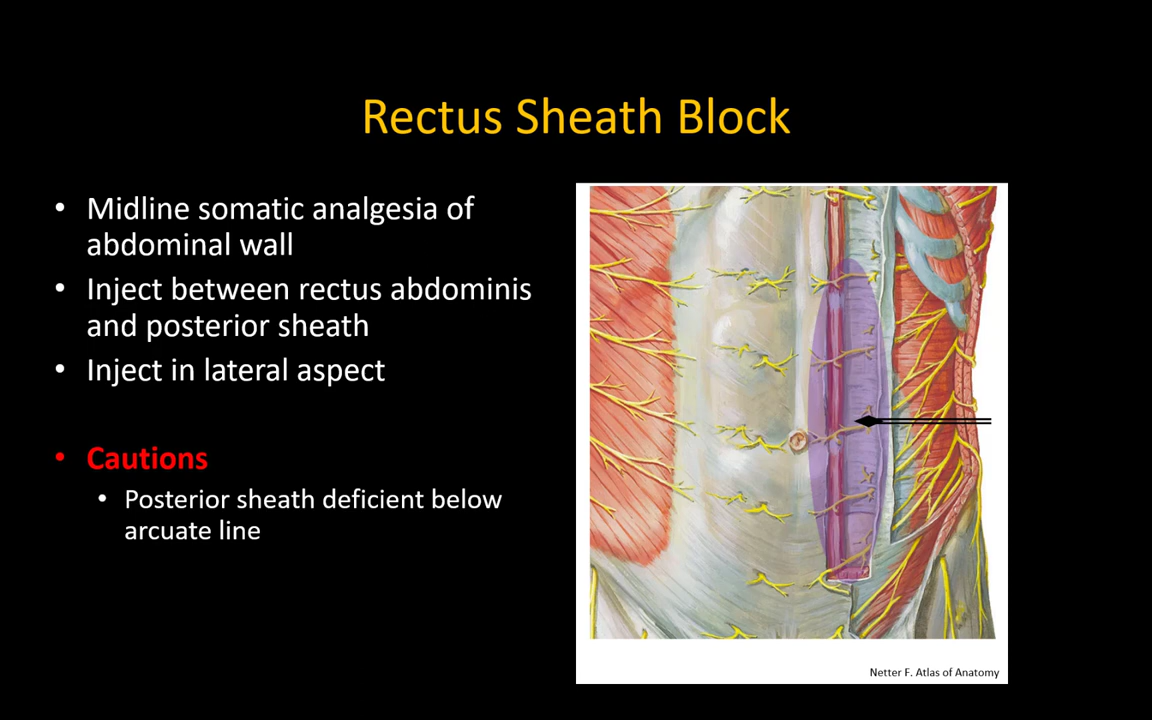 Rectus Sheath Block
• Midline somatic analgesia of
abdominal wall
• Inject between rectus abdominis
and posterior sheath
• Inject in lateral aspect
• Cautions
• Posterior sheath deficient below
arcuate line
Netter F. Atlas of Anatomy